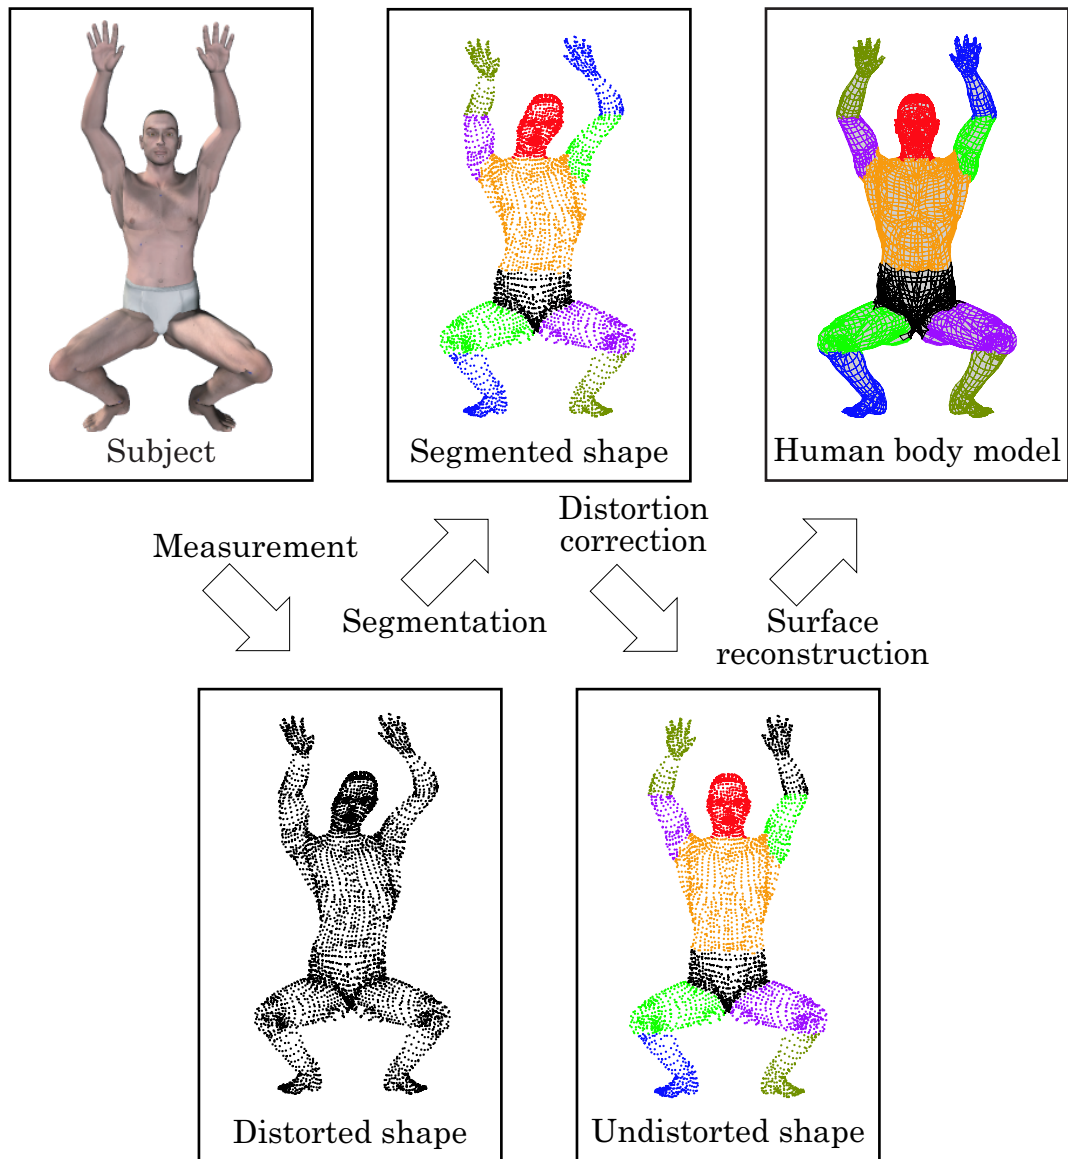 Subject
Segmented shape
Human body model
Measurement
Segmentation
Distortion
correction
Surface
reconstruction
Distorted shape
Undistorted shape